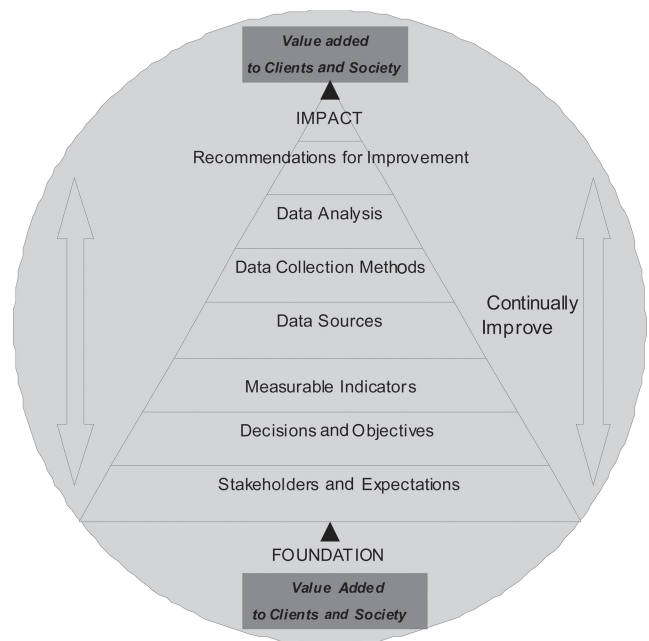 Value added
to Clients and Society
IMPACT
Recommendations for Improvement
Data Analysis
Data Collection Methods
Data Sources
Continually
Improve
Measurable Indicators
Decisions and Objectives
Stakeholders and Expectations
FOUNDATION
Value Added
to Clients and Society